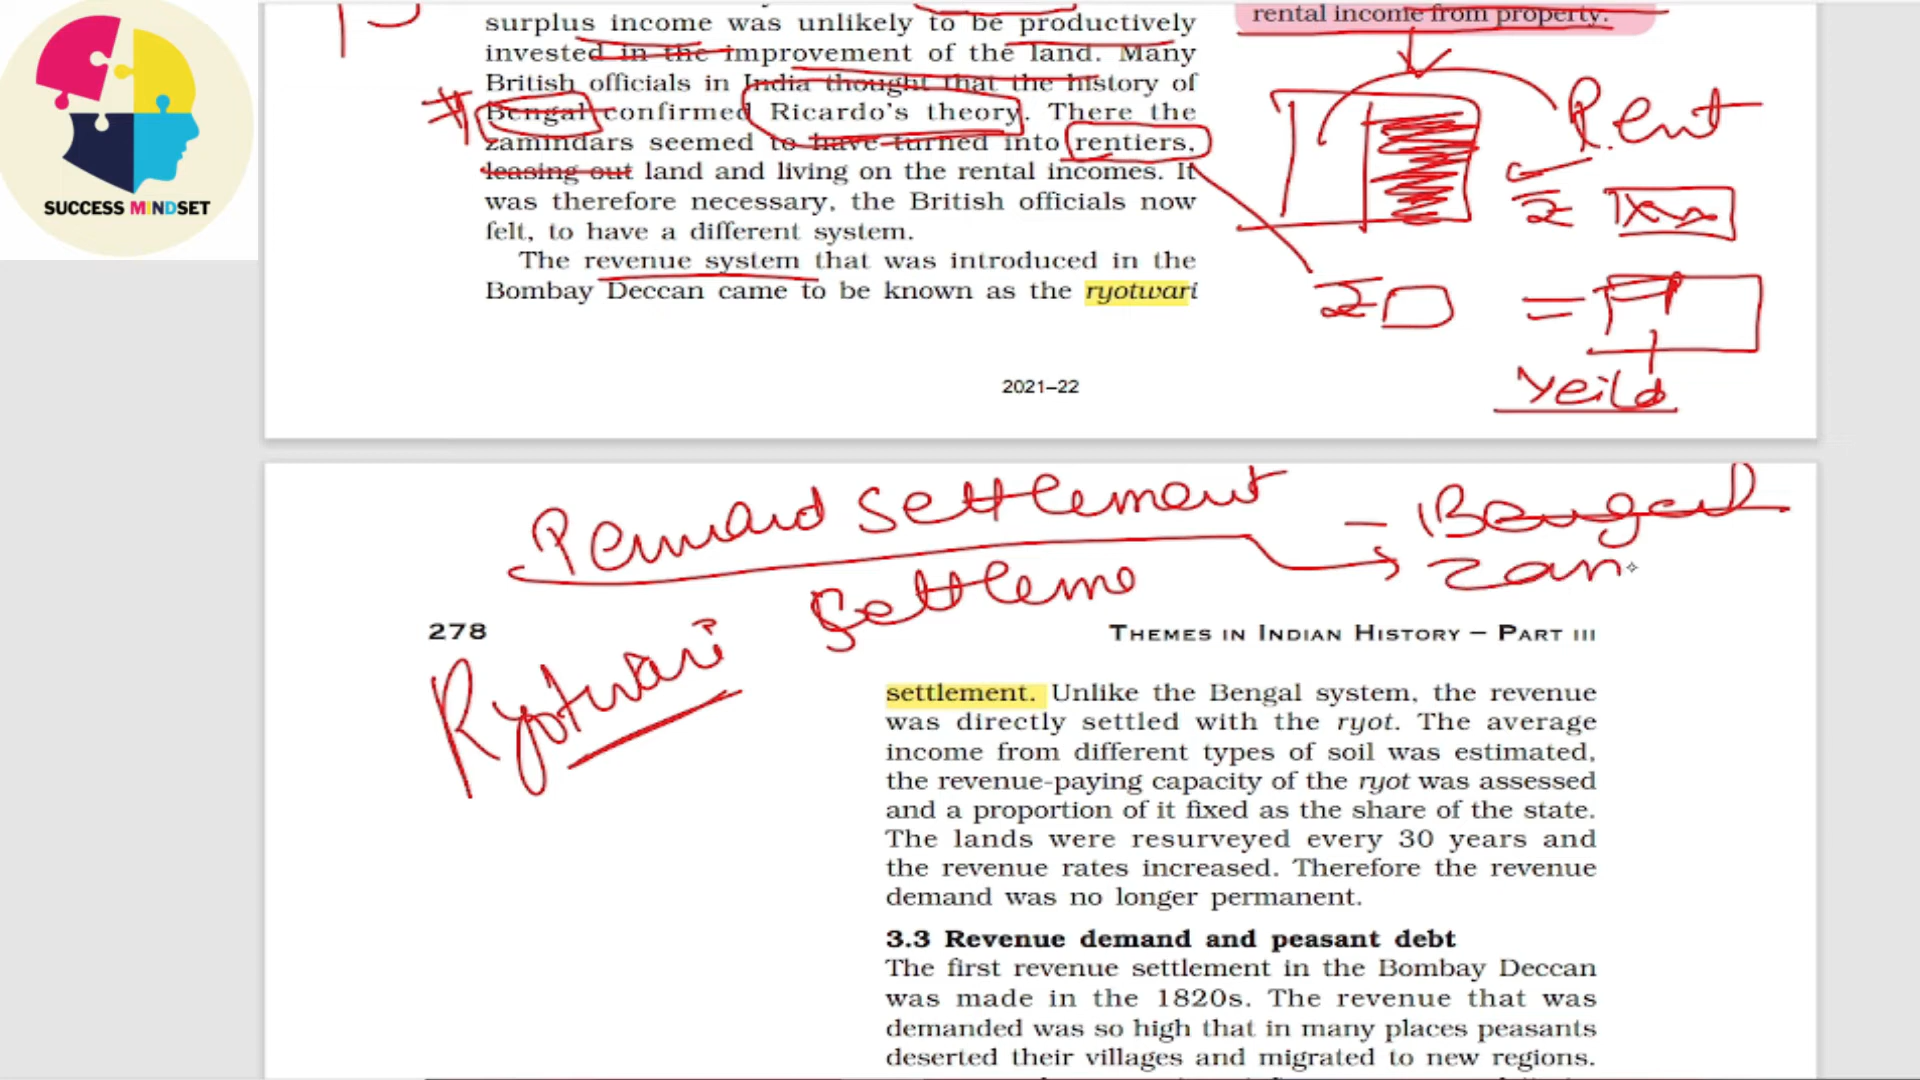 surplus income was unlikely to be productively
invested in the improvement of the land. Many
British officials in India thought that the history of
Bengal confirmed Ricardo's theory. There the
zamindars seemed to have turned into rentiers,
leasing out land and living on the rental incomes. It
was therefore necessary, the British officials now
felt, to have a different system.
The revenue system that was introduced in the
Bombay Deccan came to be known as the ryotwari
rental income from property.
Rent
Yeild
2021–22
SUCCESS MINDSET
Settlement
– Bengal
Zam
Settleme
Ryotwari
278
THEMES IN INDIAN HISTORY – PART III
settlement. Unlike the Bengal system, the revenue
was directly settled with the ryot. The average
income from different types of soil was estimated,
the revenue-paying capacity of the ryot was assessed
and a proportion of it fixed as the share of the state.
The lands were resurveyed every 30 years and
the revenue rates increased. Therefore the revenue
demand was no longer permanent.
3.3 Revenue demand and peasant debt
The first revenue settlement in the Bombay Deccan
was made in the 1820s. The revenue that was
demanded was so high that in many places peasants
deserted their villages and migrated to new regions.